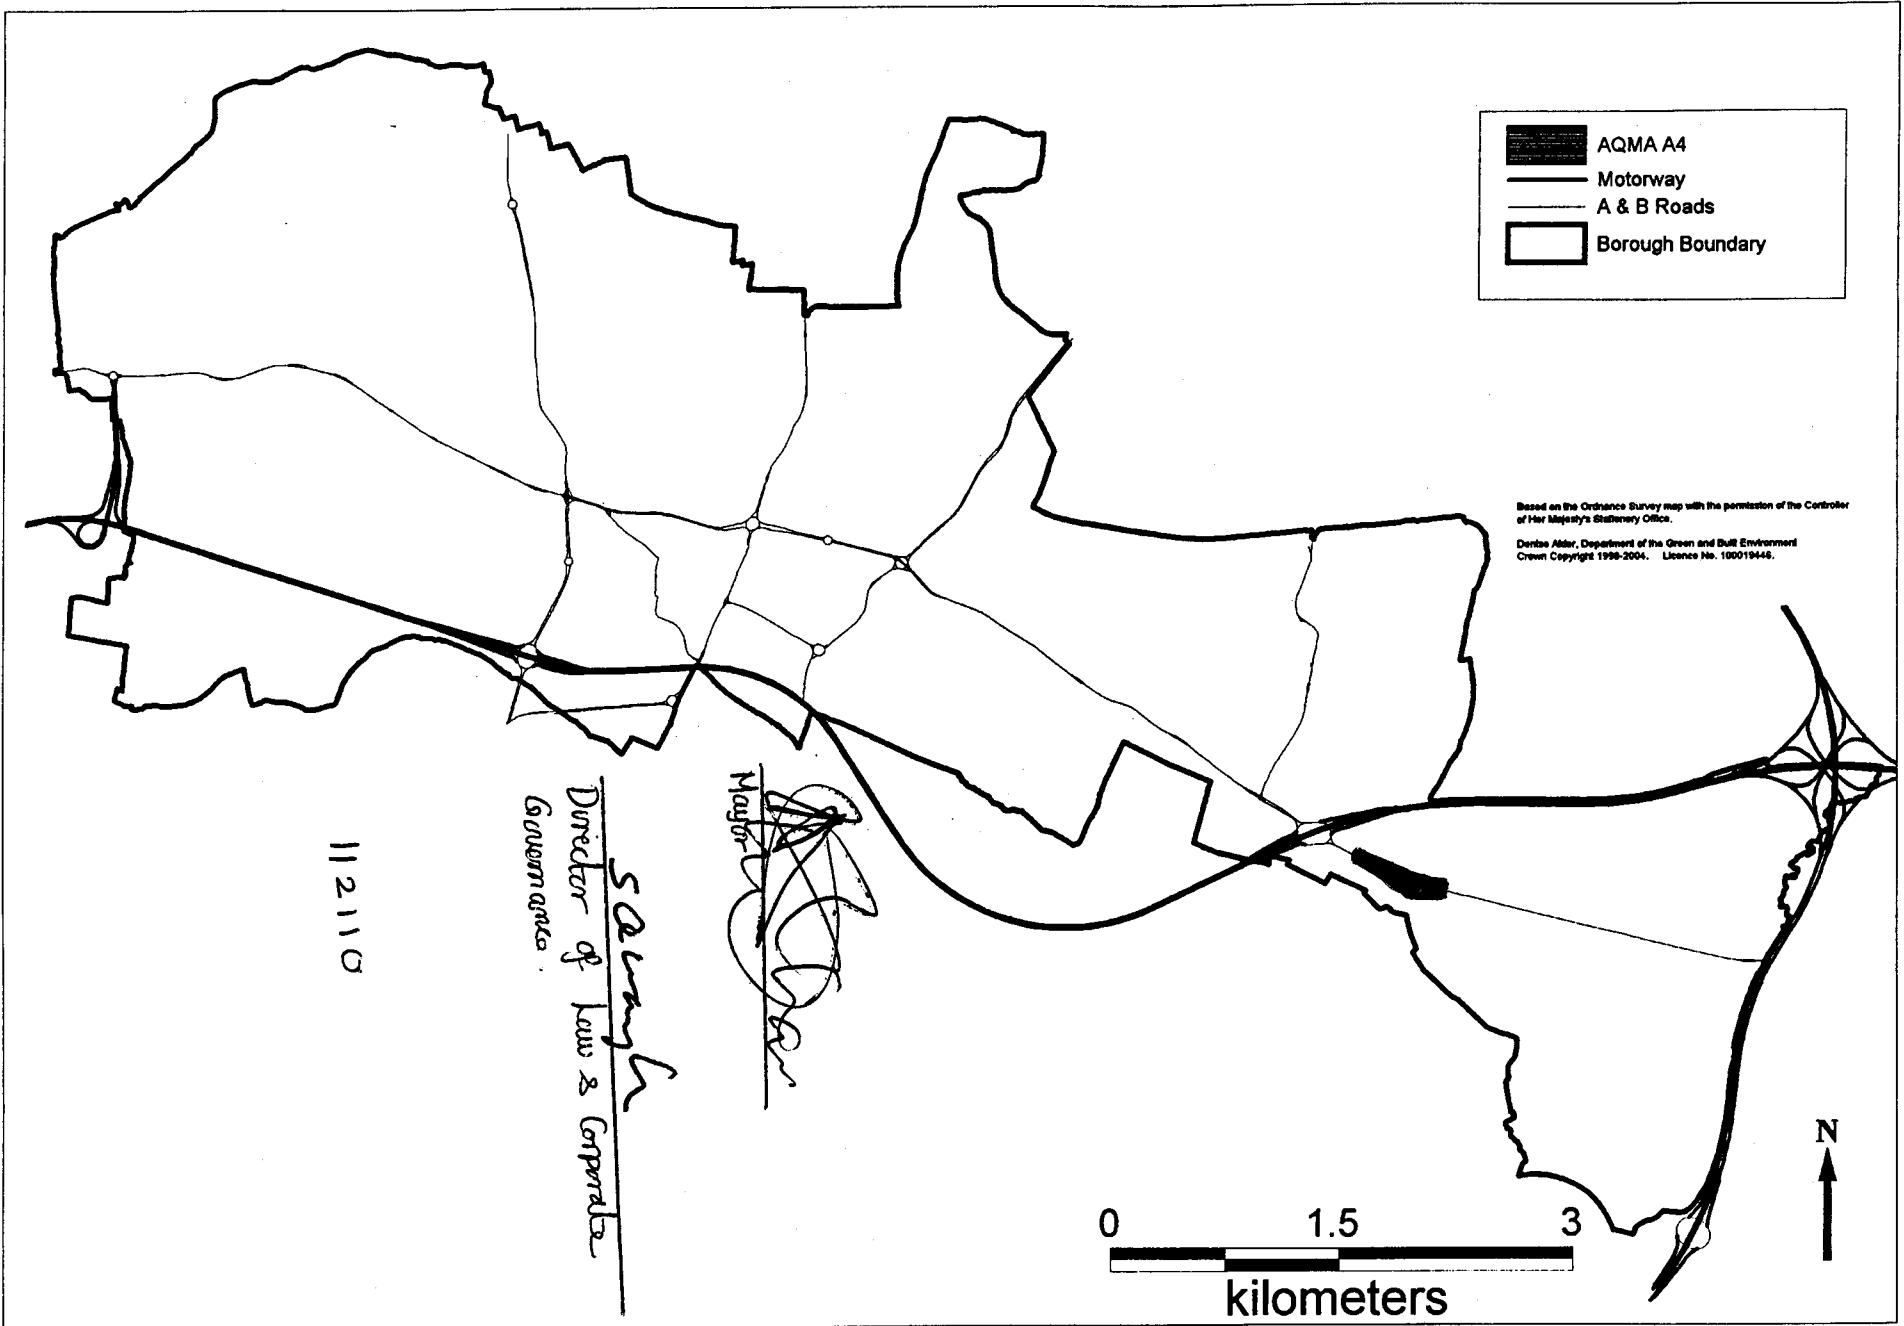 AQMA A4
Motorway
A & B Roads
Borough Boundary
Based on the Ordnance Survey map with the permission of the Controller
of Her Majesty's Stationery Office.
Denise Alder, Department of the Green and Built Environment
Crown Copyright 1998-2004. Licence No. 100019446.
Mayor
Director of Law & Corporate
Governance.
N
0 1.5 3
kilometers